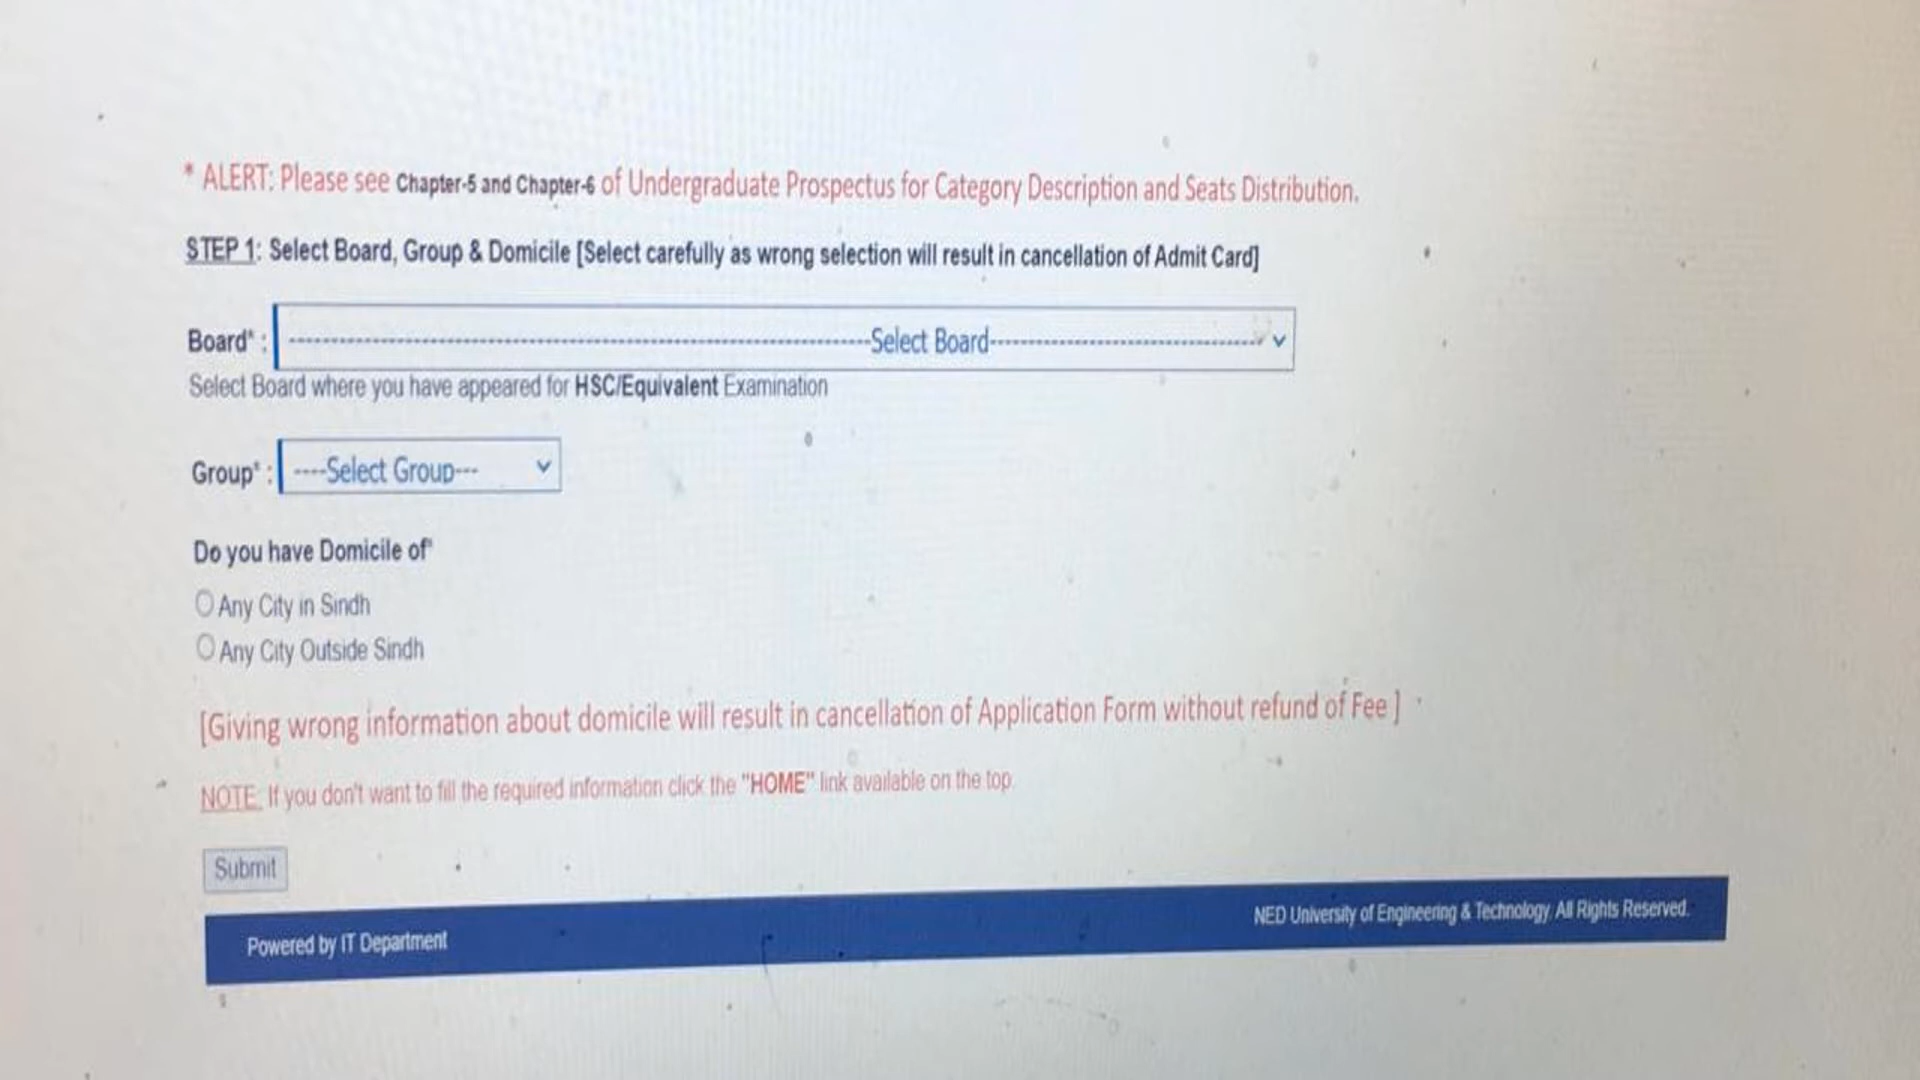 * ALERT: Please see Chapter-5 and Chapter-6 of Undergraduate Prospectus for Category Description and Seats Distribution.
STEP 1: Select Board, Group & Domicile [Select carefully as wrong selection will result in cancellation of Admit Card]
Board* : -----Select Board-----
Select Board where you have appeared for HSC/Equivalent Examination
Group* : ----Select Group---
Do you have Domicile of*
Any City in Sindh
Any City Outside Sindh
[Giving wrong information about domicile will result in cancellation of Application Form without refund of Fee ]
NOTE: If you don't want to fill the required information click the "HOME" link available on the top.
Submit
Powered by IT Department
NED University of Engineering & Technology. All Rights Reserved.